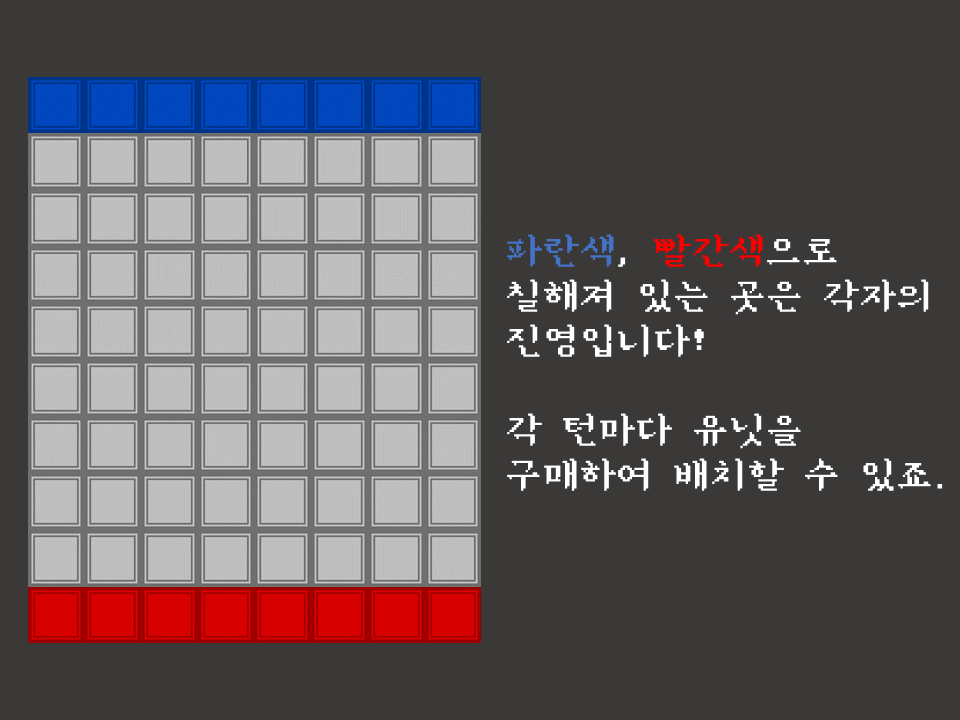 파란색, 빨간색으로
칠해져 있는 곳은 각자의
진영입니다!
각 턴마다 유닛을
구매하여 배치할 수 있죠.